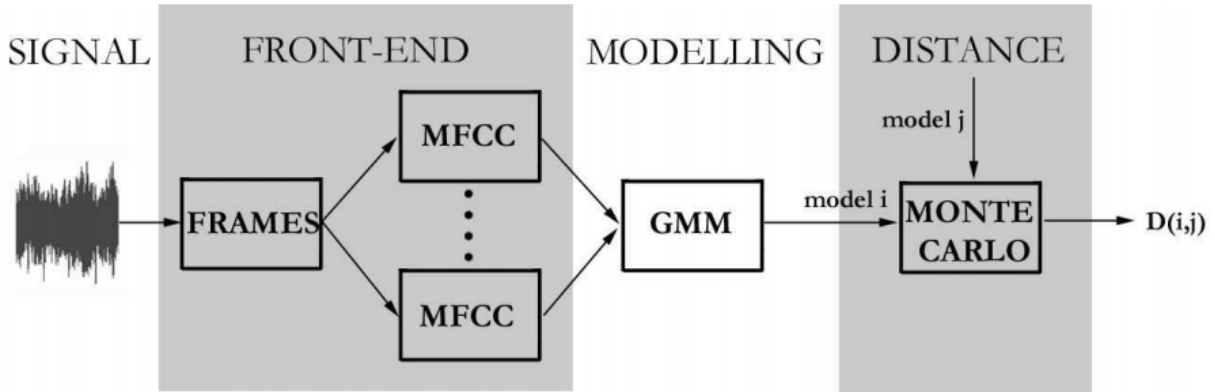 SIGNAL
FRONT-END
MODELLING
DISTANCE
MFCC
model j
FRAMES
GMM
model i
MONTE
CARLO
D(i,j)
MFCC